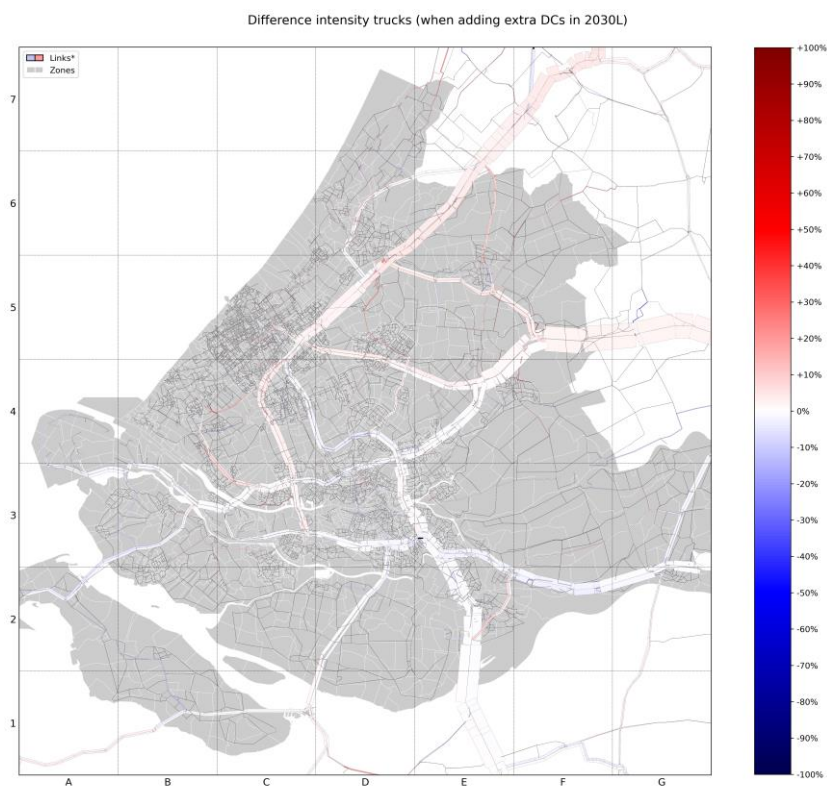 Difference intensity trucks (when adding extra DCs in 2030L)
Links*
Zones
7
6
5
4
3
2
1
A
B
C
D
E
F
G
+100%
+90%
+80%
+70%
+60%
+50%
+40%
+30%
+20%
+10%
0%
-10%
-20%
-30%
-40%
-50%
-60%
-70%
-80%
-90%
-100%